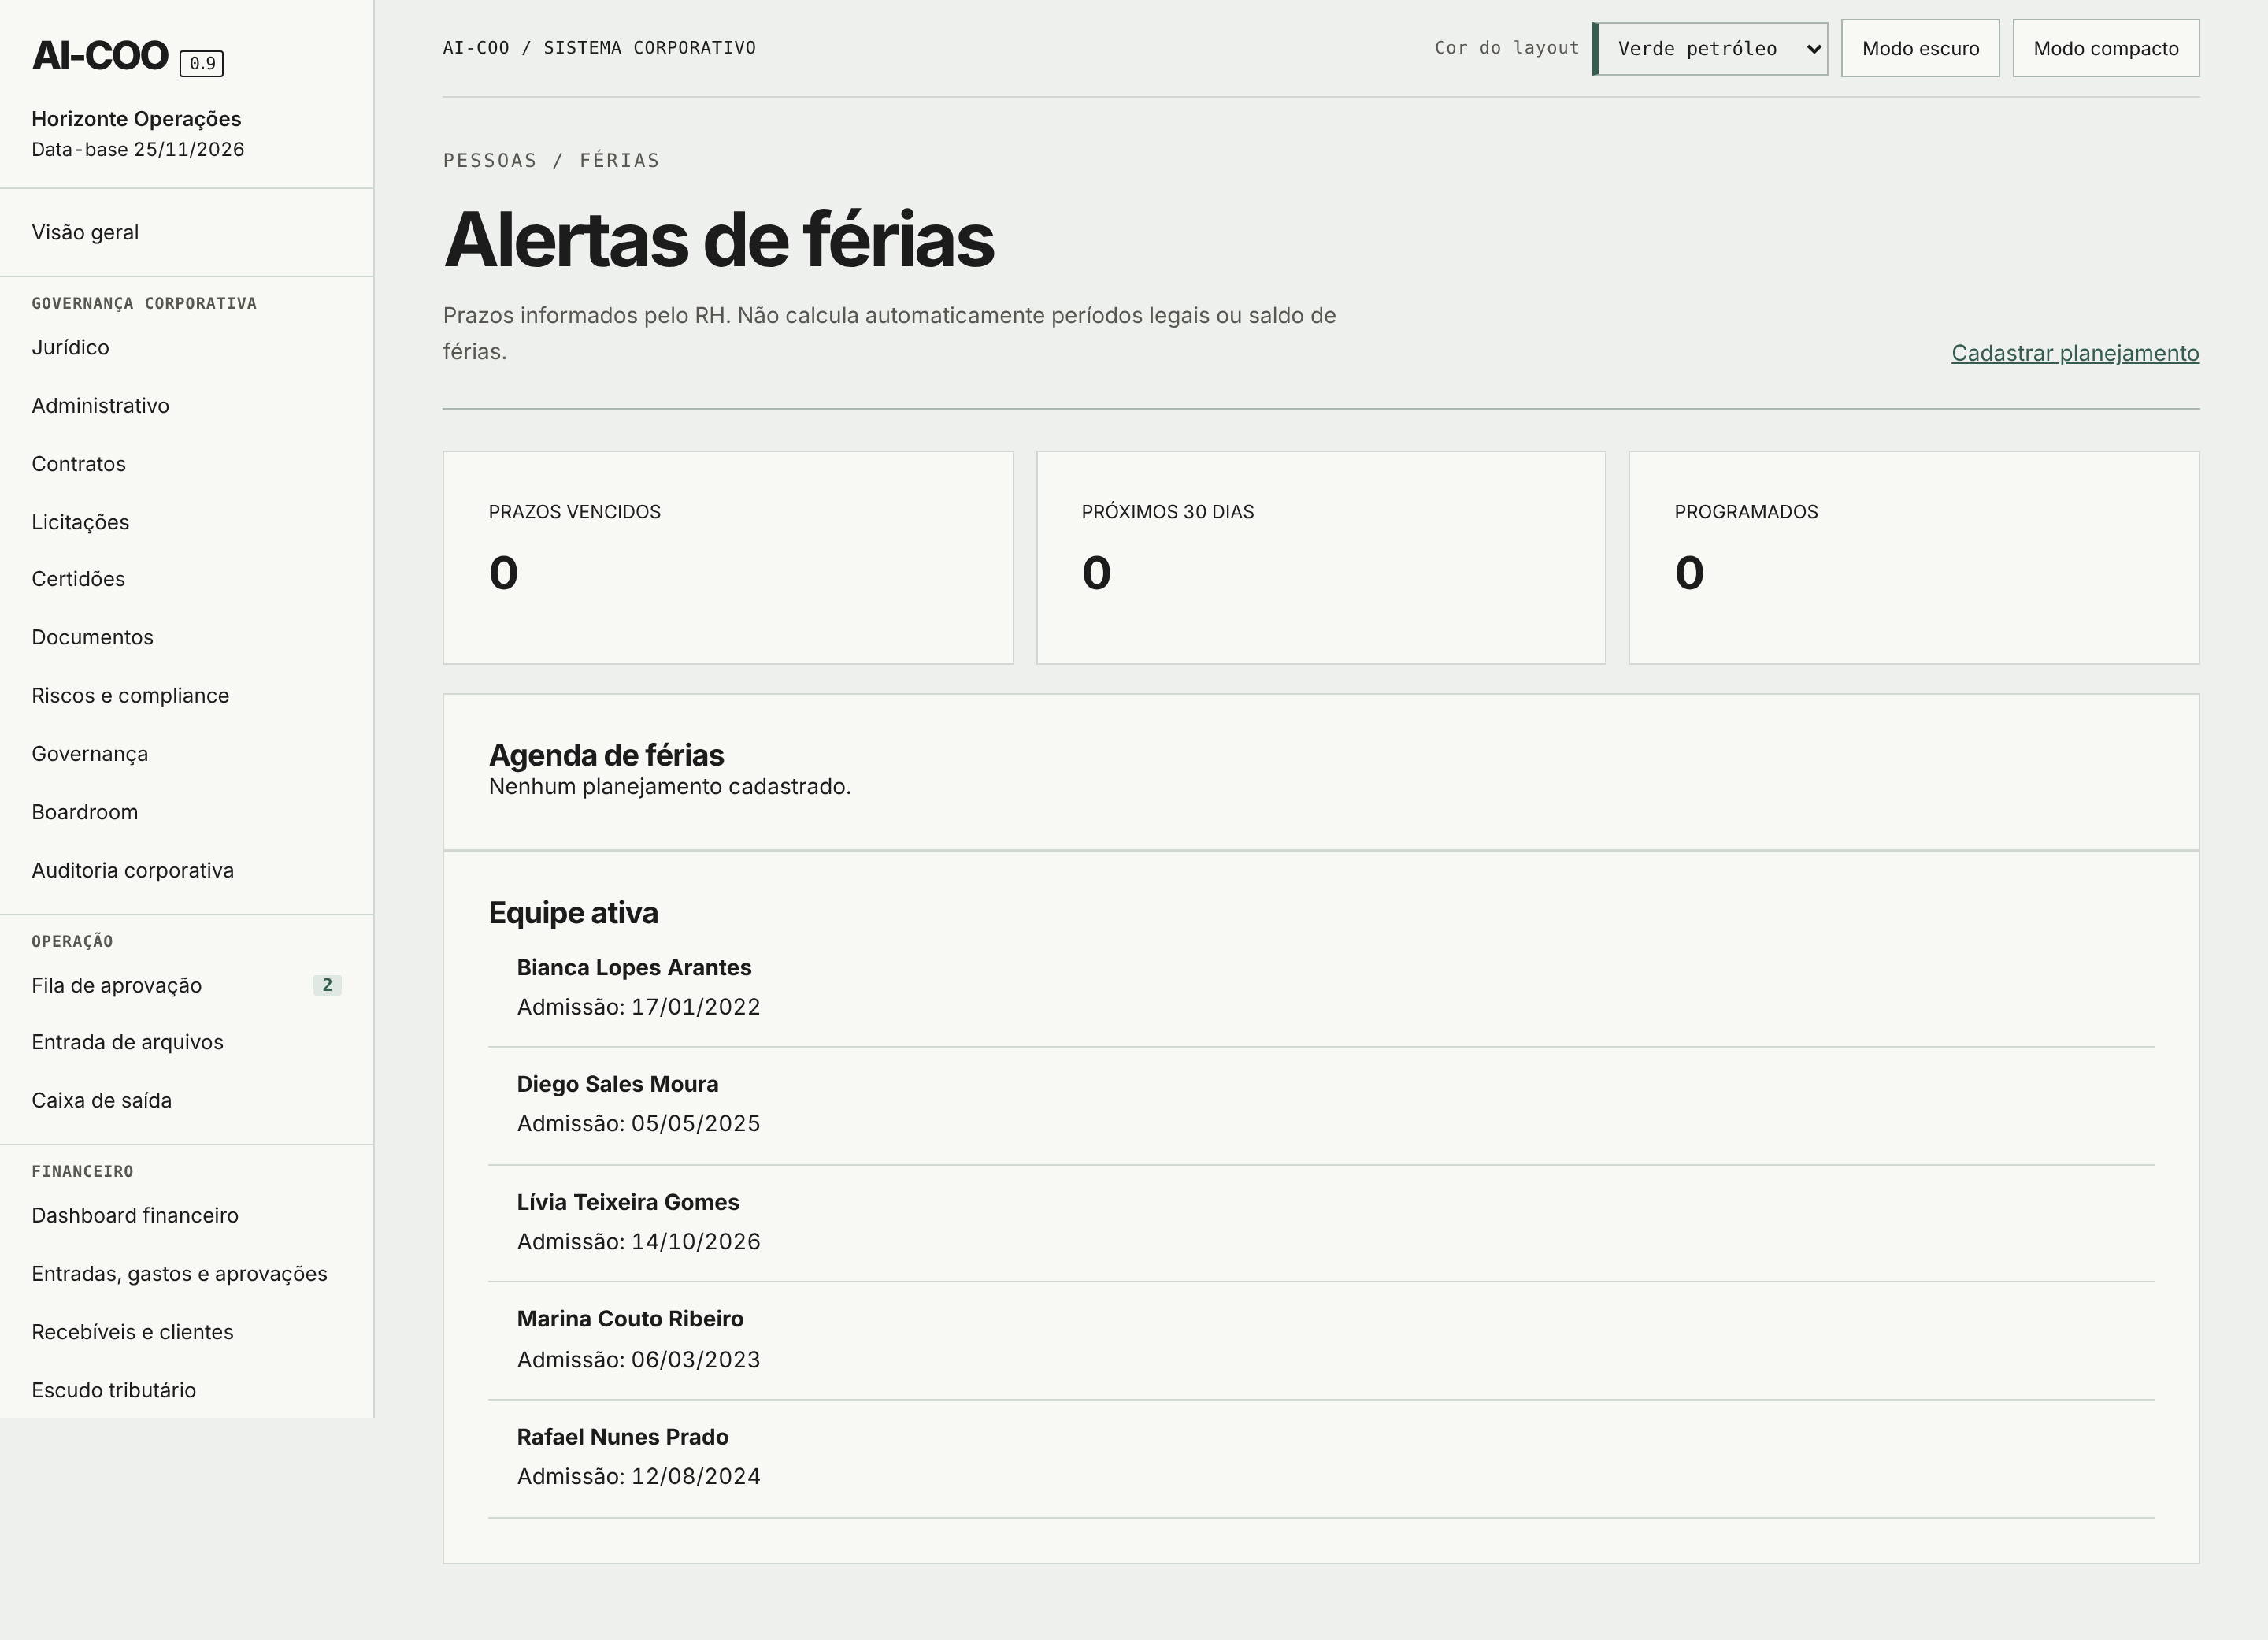 AI-COO 0.9
Horizonte Operações
Data-base 25/11/2026
Visão geral
GOVERNANÇA CORPORATIVA
Jurídico
Administrativo
Contratos
Licitações
Certidões
Documentos
Riscos e compliance
Governança
Boardroom
Auditoria corporativa
OPERAÇÃO
Fila de aprovação 2
Entrada de arquivos
Caixa de saída
FINANCEIRO
Dashboard financeiro
Entradas, gastos e aprovações
Recebíveis e clientes
Escudo tributário
AI-COO / SISTEMA CORPORATIVO
Cor do layout Verde petróleo Modo escuro Modo compacto
PESSOAS / FÉRIAS
Alertas de férias
Prazos informados pelo RH. Não calcula automaticamente períodos legais ou saldo de
férias.
Cadastrar planejamento
PRAZOS VENCIDOS
0
PRÓXIMOS 30 DIAS
0
PROGRAMADOS
0
Agenda de férias
Nenhum planejamento cadastrado.
Equipe ativa
Bianca Lopes Arantes
Admissão: 17/01/2022
Diego Sales Moura
Admissão: 05/05/2025
Lívia Teixeira Gomes
Admissão: 14/10/2026
Marina Couto Ribeiro
Admissão: 06/03/2023
Rafael Nunes Prado
Admissão: 12/08/2024